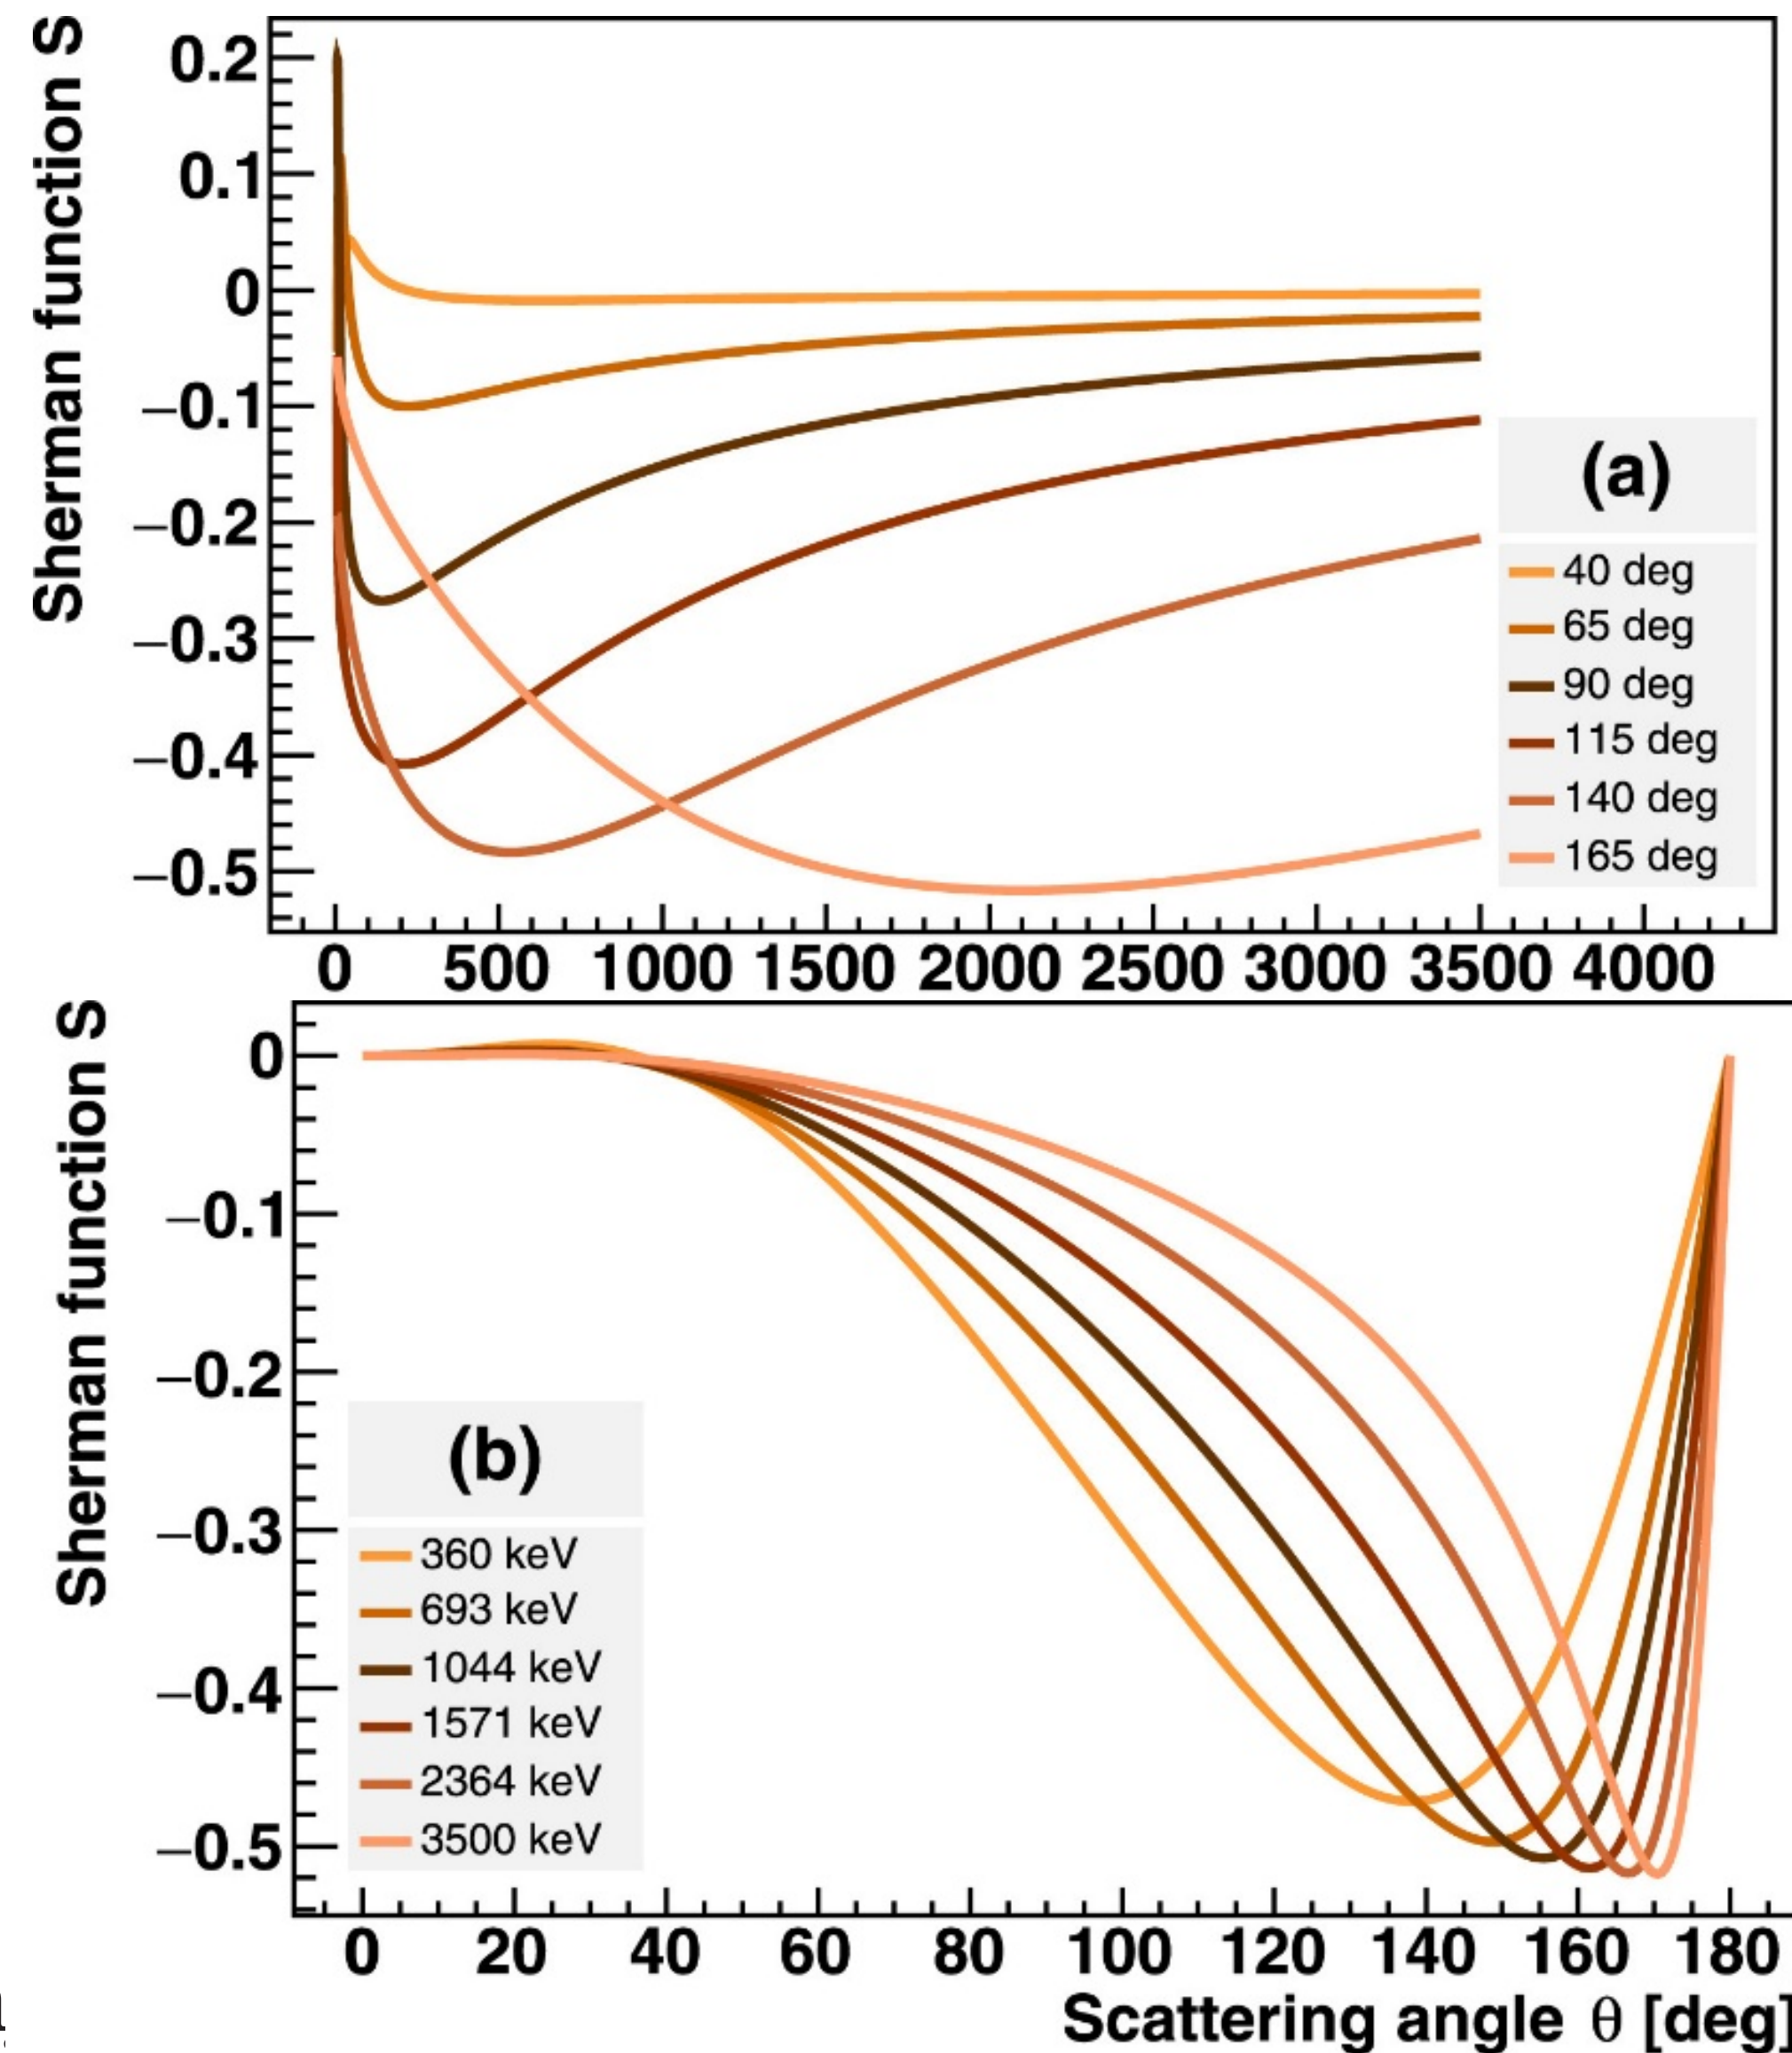 Sherman function S
0.2
0.1
0
−0.1
−0.2
−0.3
−0.4
−0.5
(a)
40 deg
65 deg
90 deg
115 deg
140 deg
165 deg
0 500 1000 1500 2000 2500 3000 3500 4000
Sherman function S
0
−0.1
−0.2
−0.3
−0.4
−0.5
(b)
360 keV
693 keV
1044 keV
1571 keV
2364 keV
3500 keV
0 20 40 60 80 100 120 140 160 180
Scattering angle θ [deg]